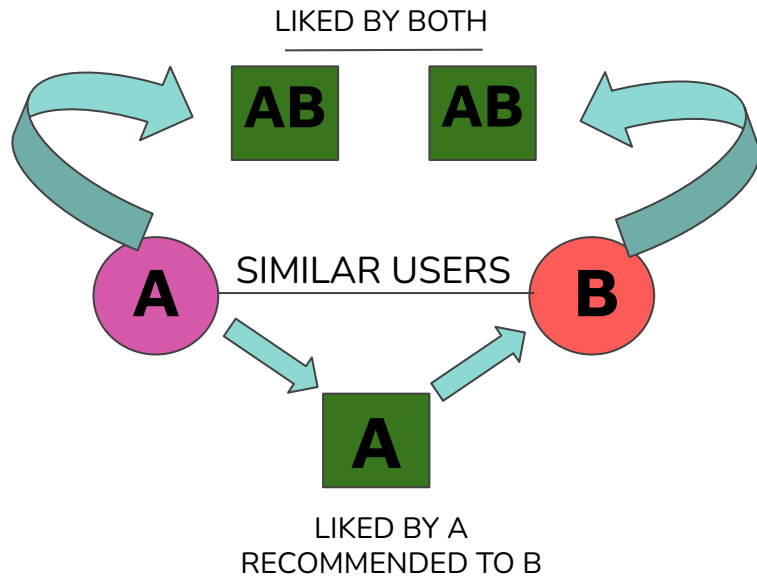 LIKED BY BOTH
AB AB
SIMILAR USERS
A B
A
LIKED BY A
RECOMMENDED TO B